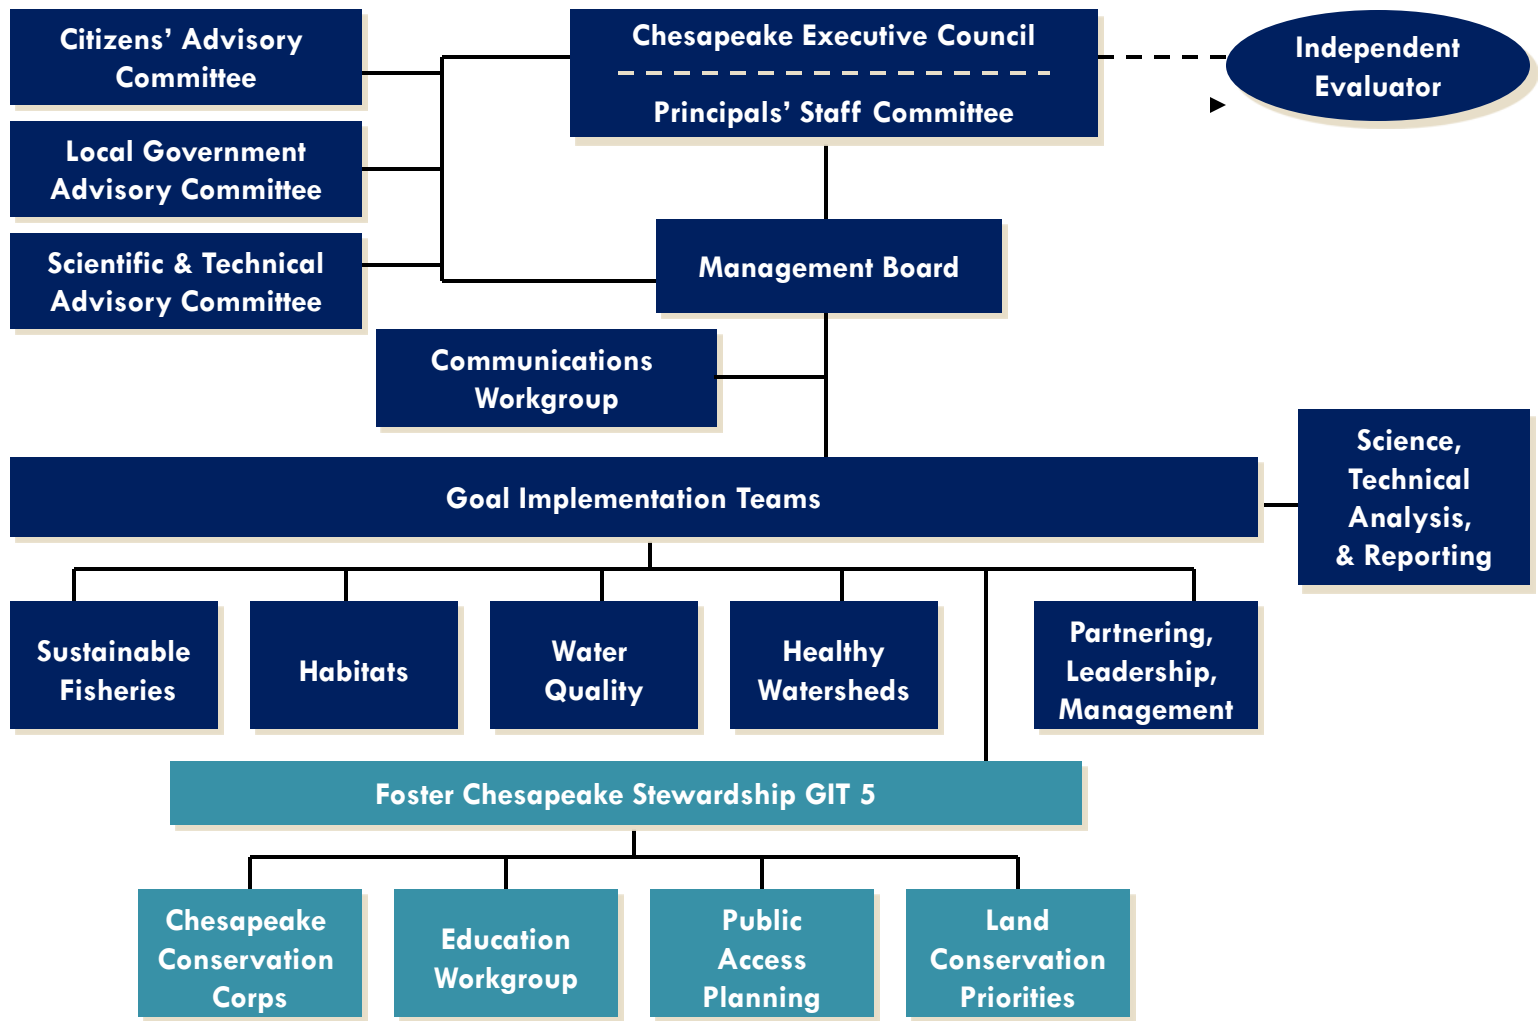 Citizens’ Advisory
Committee
Chesapeake Executive Council
Principals’ Staff Committee
Independent
Evaluator
Local Government
Advisory Committee
Scientific & Technical
Advisory Committee
Management Board
Communications
Workgroup
Goal Implementation Teams
Science,
Technical
Analysis,
& Reporting
Sustainable
Fisheries
Habitats
Water
Quality
Healthy
Watersheds
Partnering,
Leadership,
Management
Foster Chesapeake Stewardship GIT 5
Chesapeake
Conservation
Corps
Education
Workgroup
Public
Access
Planning
Land
Conservation
Priorities